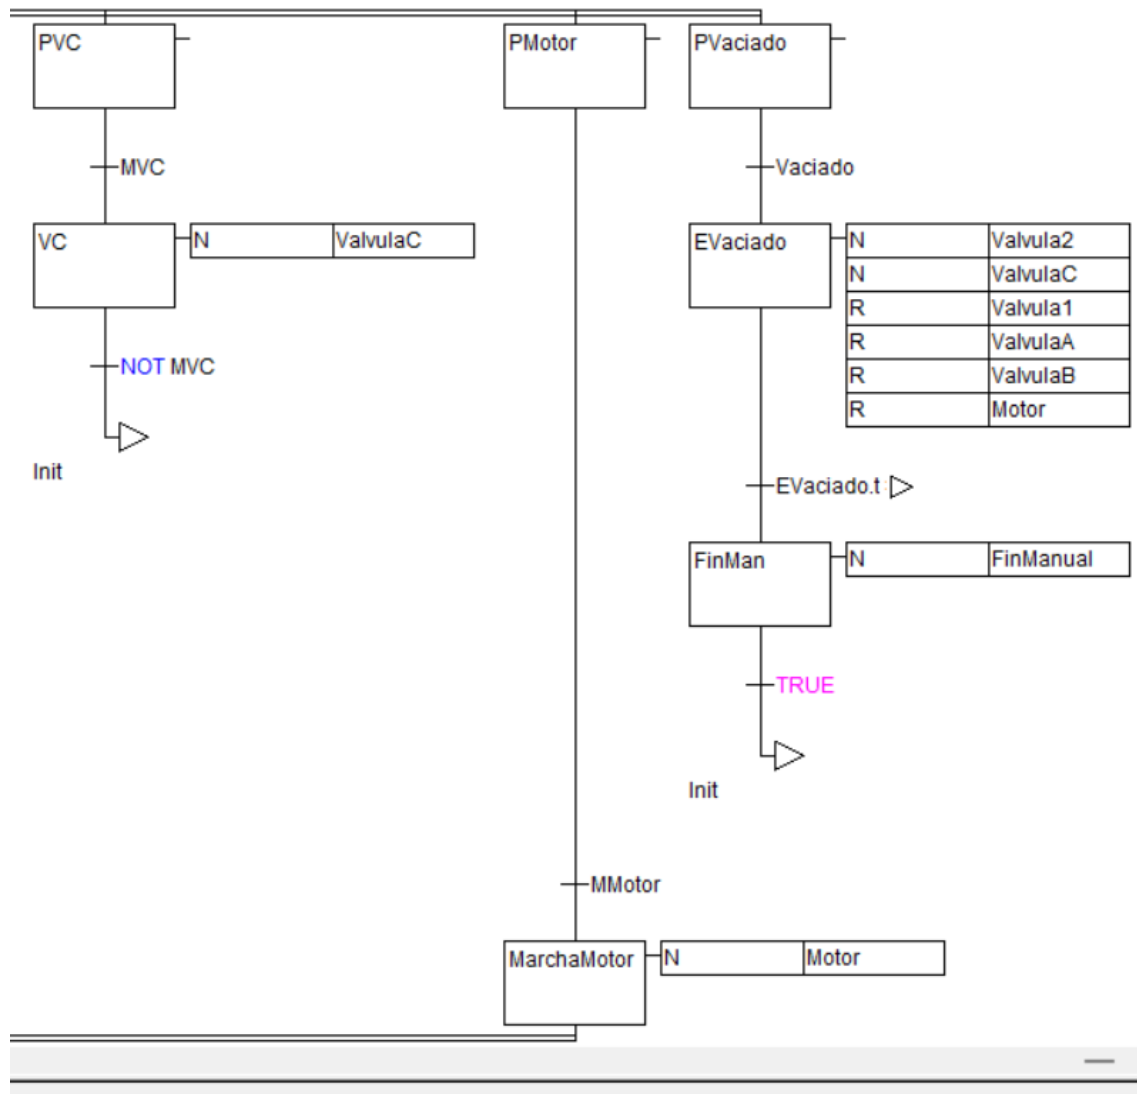 PVC
PMotor
PVaciado
MVC
Vaciado
VC
N ValvulaC
EVaciado
N Valvula2
N ValvulaC
R Valvula1
R ValvulaA
R ValvulaB
R Motor
NOT MVC
Init
EVaciado.t
FinMan
N FinManual
TRUE
Init
MMotor
MarchaMotor
N Motor